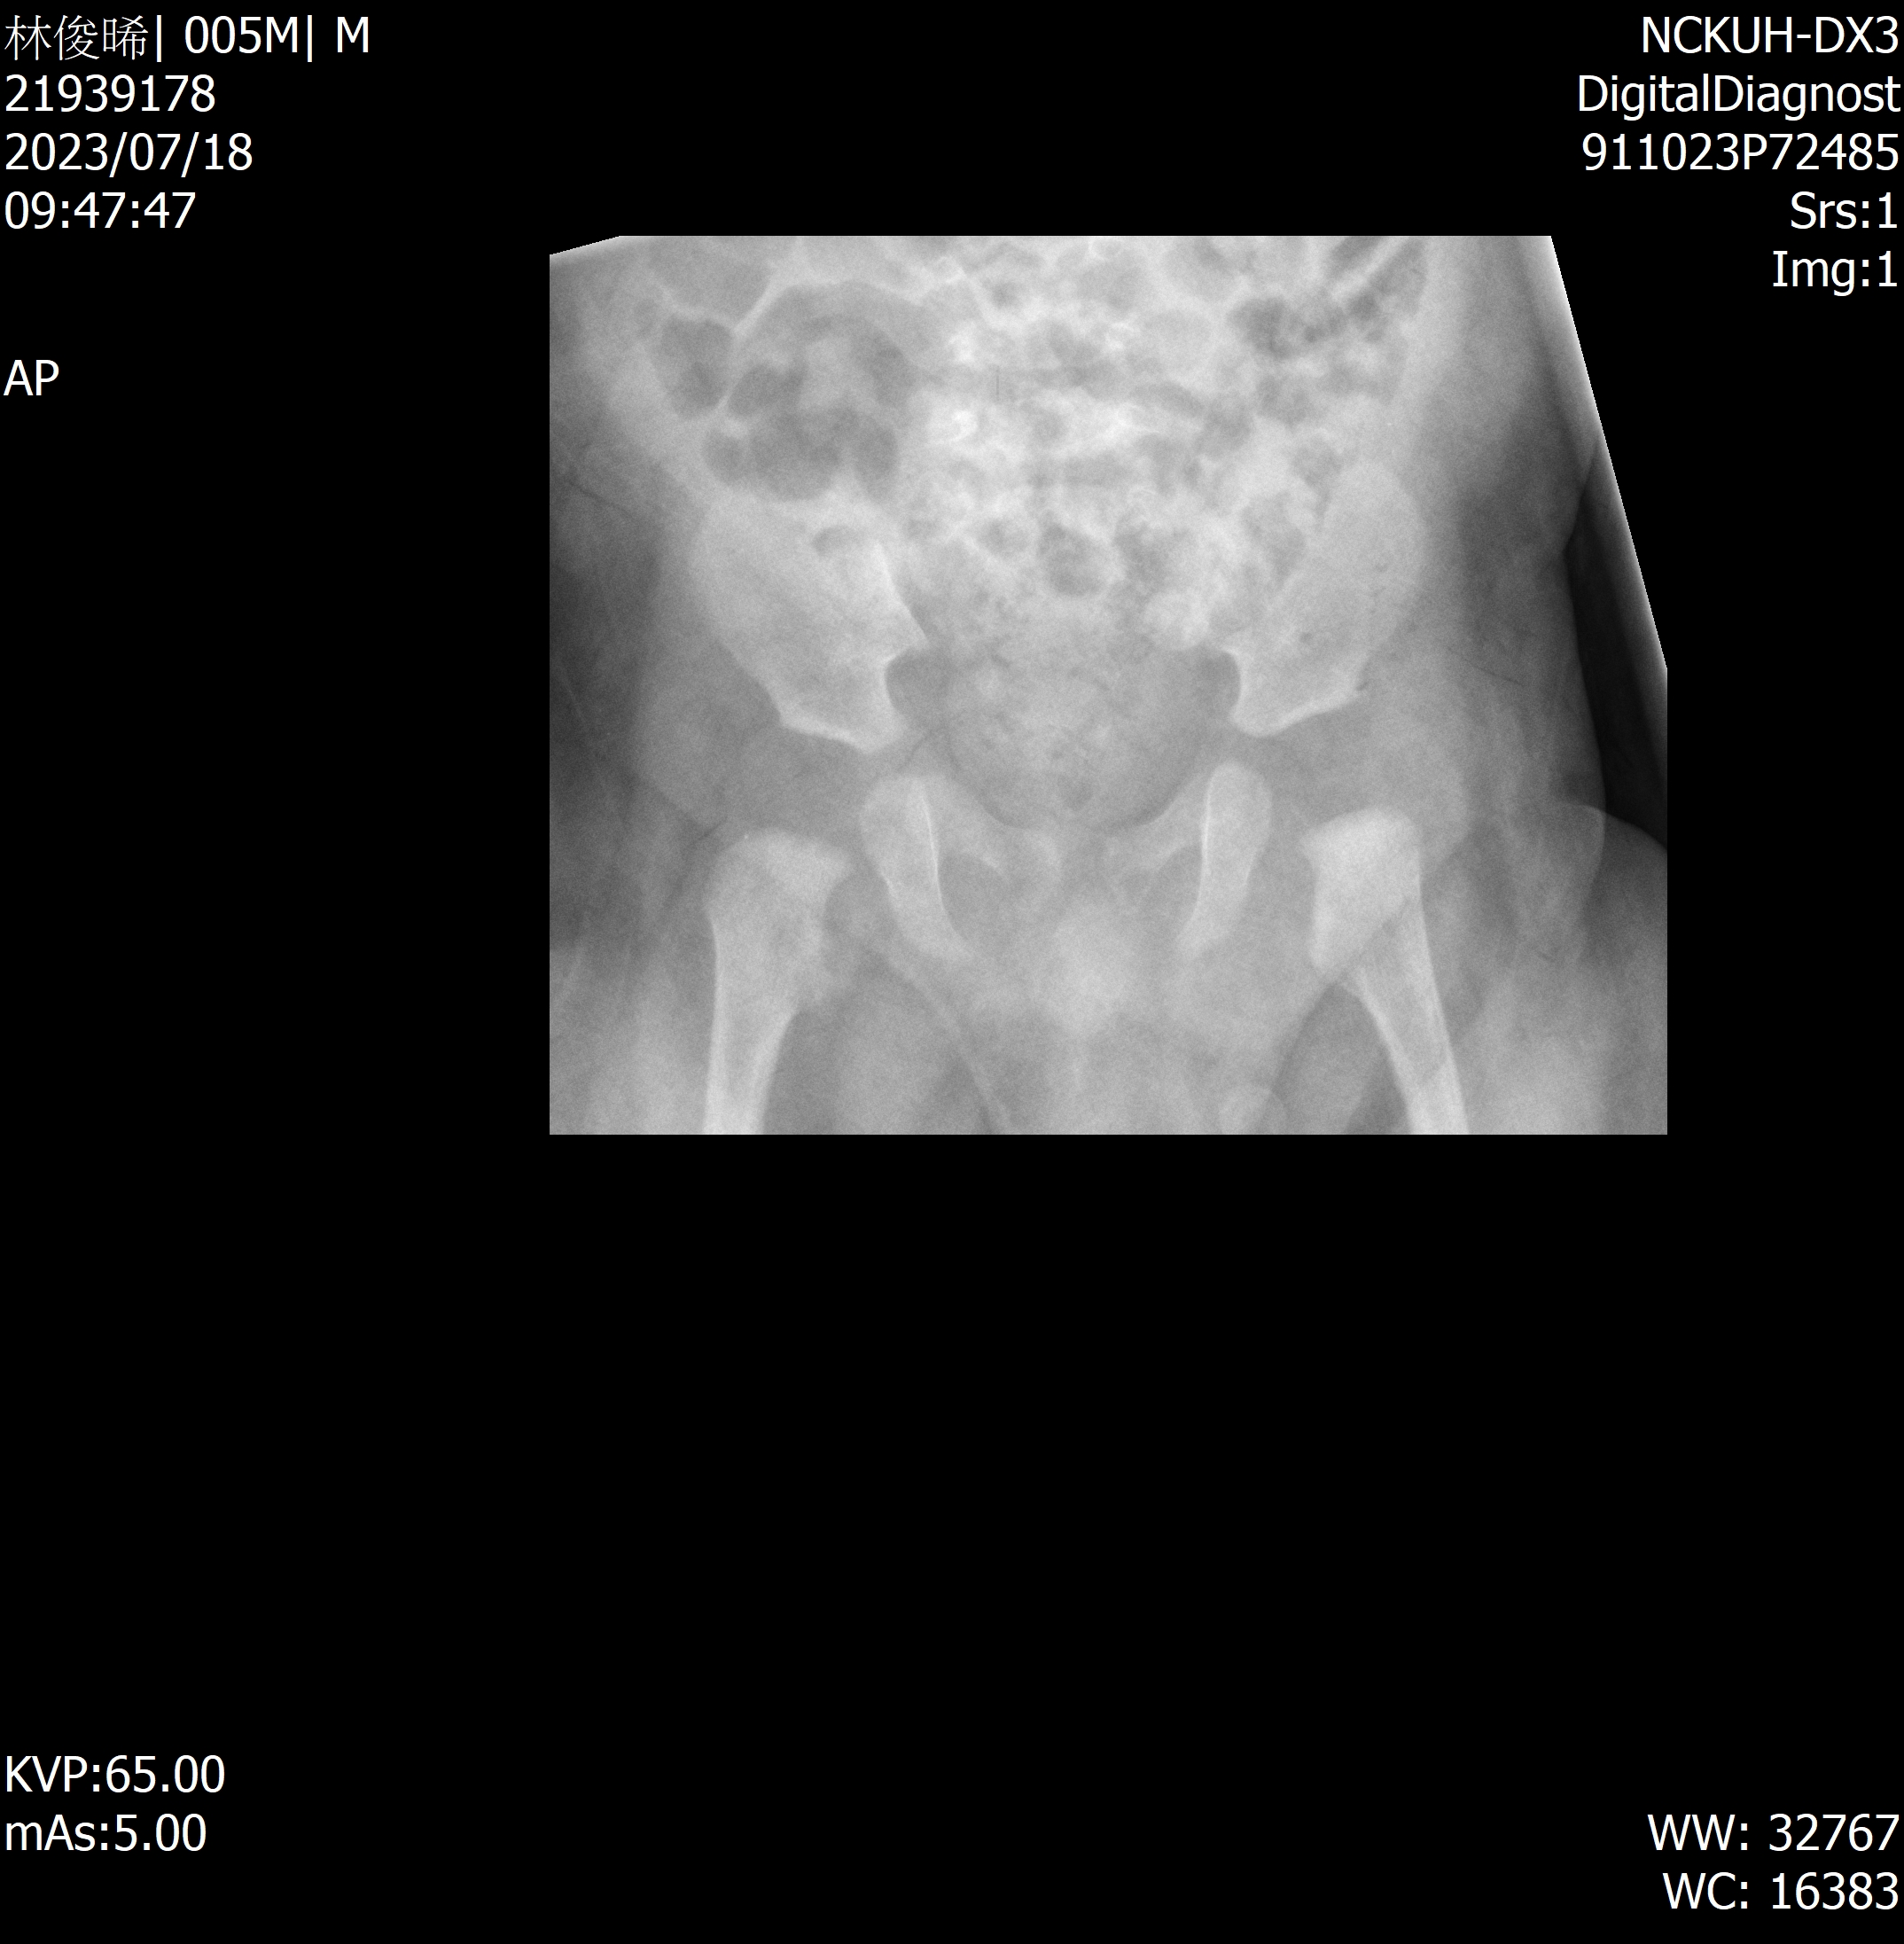 林俊晞| 005M| M
21939178
2023/07/18
09:47:47
AP
NCKUH-DX3
DigitalDiagnost
911023P72485
Srs:1
Img:1
KVP:65.00
mAs:5.00
WW: 32767
WC: 16383